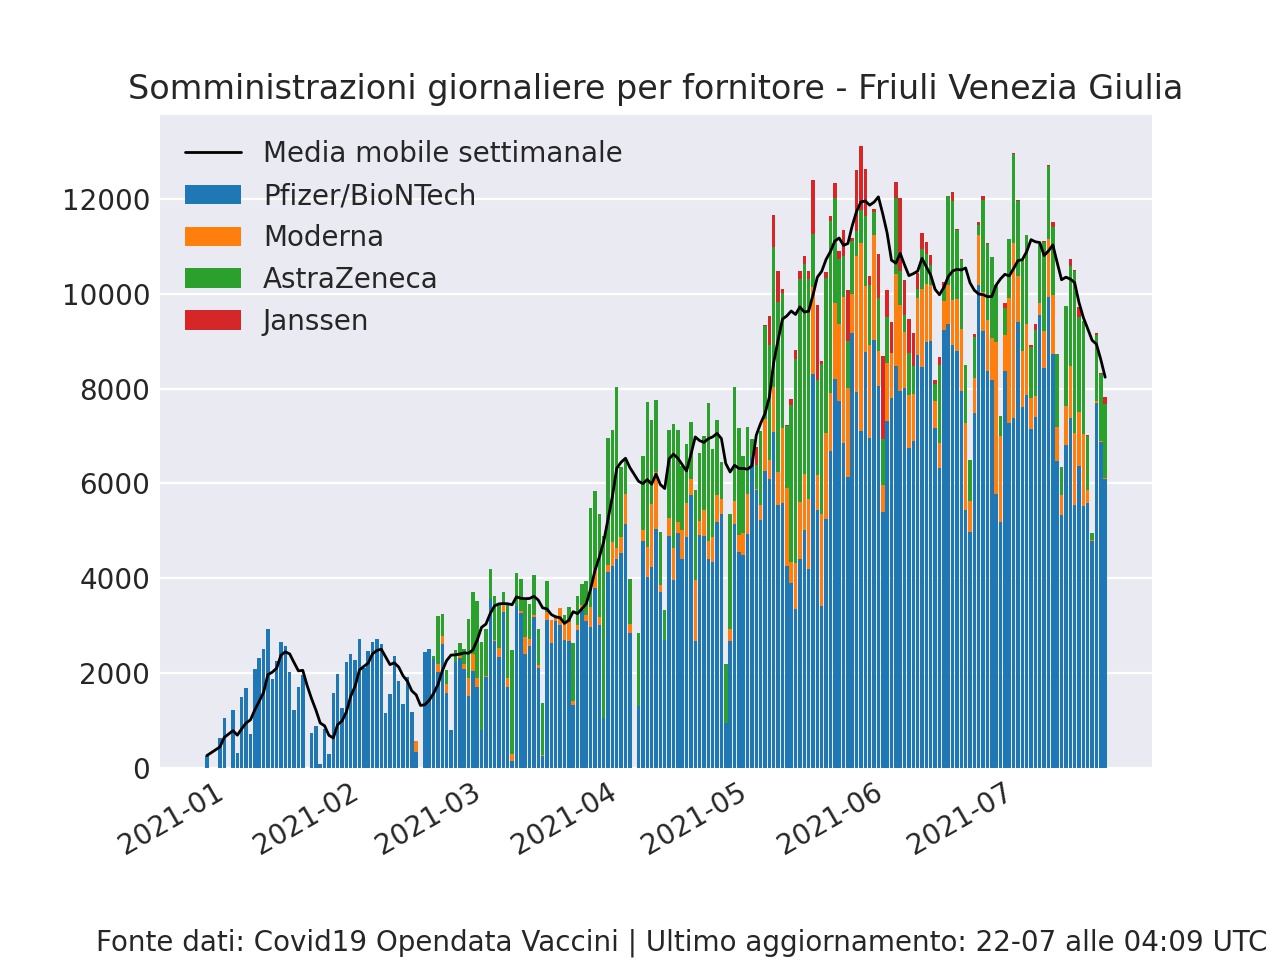 Somministrazioni giornaliere per fornitore - Friuli Venezia Giulia
Media mobile settimanale
Pfizer/BioNTech
Moderna
AstraZeneca
Janssen
12000
10000
8000
6000
4000
2000
0
2021-01
2021-02
2021-03
2021-04
2021-05
2021-06
2021-07
Fonte dati: Covid19 Opendata Vaccini | Ultimo aggiornamento: 22-07 alle 04:09 UTC